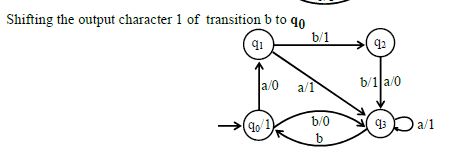 Shifting the output character 1 of transition b to q0
b/1
q1
q2
a/0
a/1
b/1
a/0
q0/1
b/0
b
q3
a/1